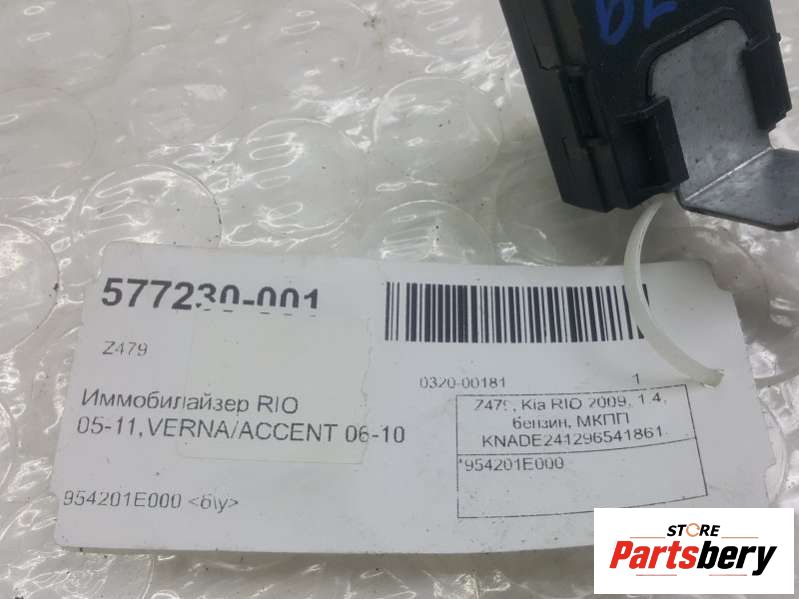 577230-001
Z479
Иммобилайзер RIO
05-11,VERNA/ACCENT 06-10
954201E000 <б\у>
0320-00181 1
Z479, Kia RIO 2009, 1.4,
бензин, МКПП
KNADE241296541861
*954201E000
STORE
Partsbery